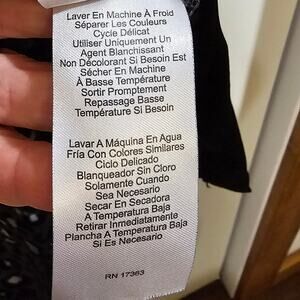 Laver En Machine À Froid
Séparer Les Couleurs
Cycle Délicat
Utiliser Uniquement Un
Agent Blanchissant
Non Décolorant Si Besoin Est
Sécher En Machine
À Basse Température
Sortir Promptement
Repassage Basse
Température Si Besoin
Lavar A Máquina En Agua
Fría Con Colores Similares
Ciclo Delicado
Blanqueador Sin Cloro
Solamente Cuando
Sea Necesario
Secar En Secadora
A Temperatura Baja
Retirar Inmediatamente
Plancha A Temperatura Baja
Si Es Necesario
RN 17363